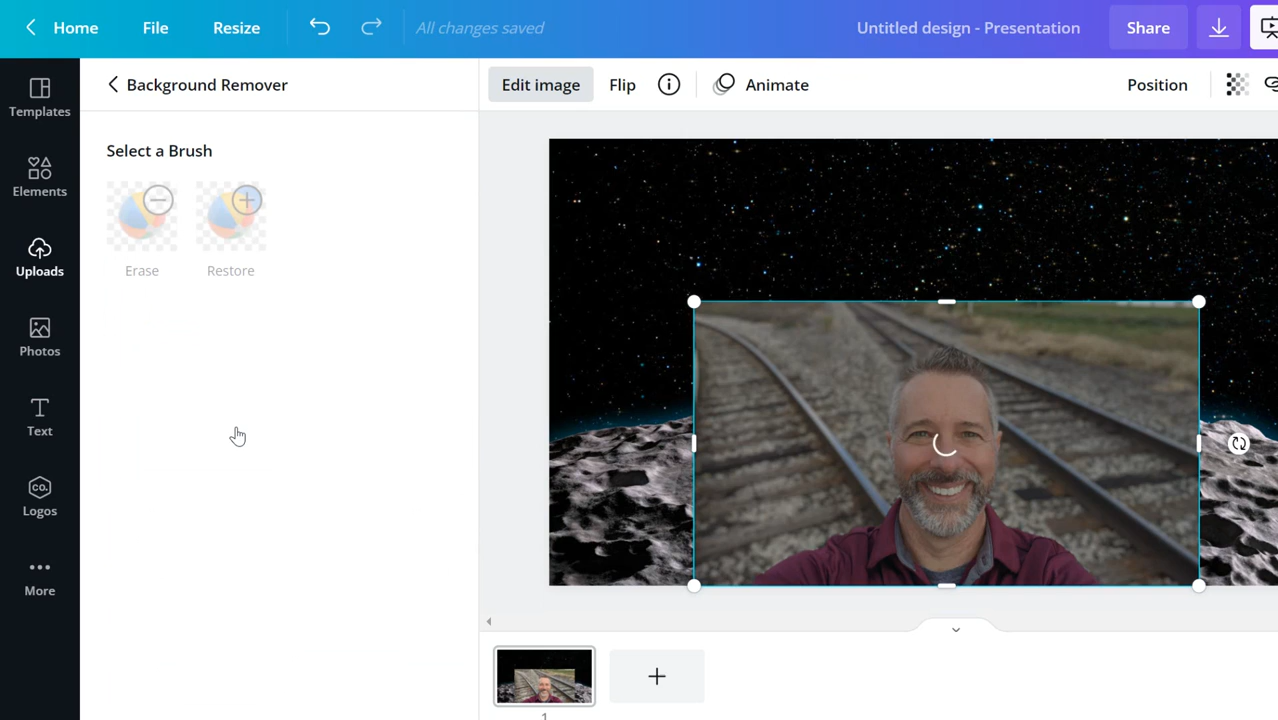 Home File Resize All changes saved Untitled design - Presentation Share
Background Remover Edit image Flip Animate Position
Templates
Select a Brush
Elements
Erase Restore
Uploads
Photos
Text
CO.
Logos
More
1